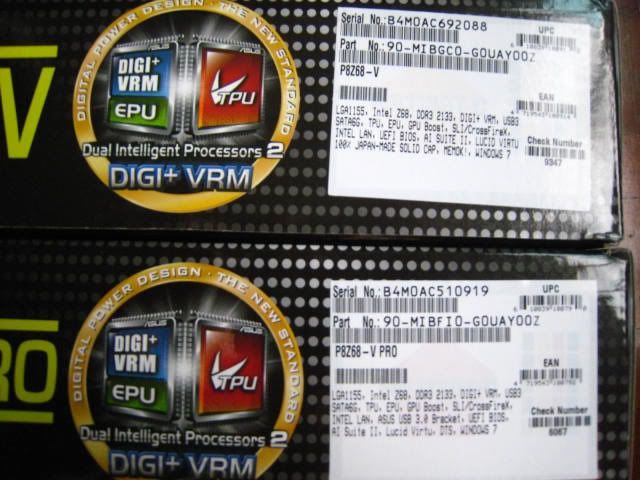 V
DIGITAL POWER DESIGN · THE NEW STANDARD
ASUS
DIGI+
VRM
EPU
TPU
Dual Intelligent Processors 2
DIGI+ VRM
Serial No.:B4M0AC692088
Part No.:90-MIBGC0-G0UAY00Z
P8Z68-V
LGA1155, Intel Z68, DDR3 2133, DIGI+ VRM, USB3
SATA6G, TPU, EPU, GPU Boost, SLI/CrossFireX,
INTEL LAN, UEFI BIOS, AI SUITE II, LUCID VIRTU
100% JAPAN-MADE SOLID CAP, MEMOK!, WINDOWS 7
UPC
EAN
Check Number
9347
RO
DIGITAL POWER DESIGN · THE NEW STANDARD
ASUS
DIGI+
VRM
EPU
TPU
Dual Intelligent Processors 2
DIGI+ VRM
Serial No.:B4M0AC510919
Part No.:90-MIBFI0-G0UAY00Z
P8Z68-V PRO
LGA1155, Intel Z68, DDR3 2133, DIGI+ VRM, USB3
SATA6G, TPU, EPU, GPU Boost, SLI/CrossFireX,
INTEL LAN, ASUS USB 3.0 Bracket, UEFI BIOS,
AI Suite II, Lucid Virtu, DTS, WINDOWS 7
UPC
EAN
Check Number
6067